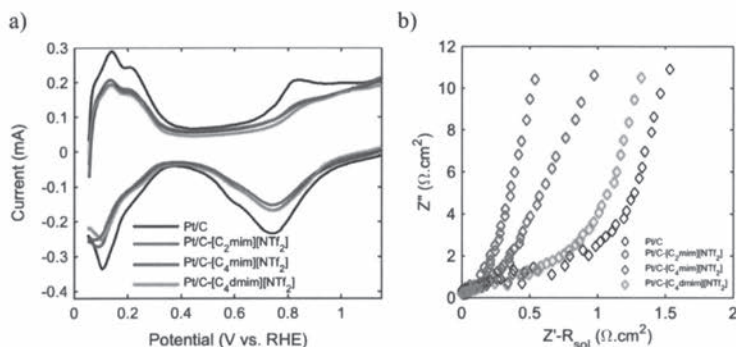 a)
0.3
0.2
0.1
0
-0.1
-0.2
-0.3
-0.4
Current (mA)
Pt/C
Pt/C-[C₂mim][NTf₂]
Pt/C-[C₄mim][NTf₂]
Pt/C-[C₄dmim][NTf₂]
0 0.2 0.4 0.6 0.8 1
Potential (V vs. RHE)
b)
12
10
8
6
4
2
0
Z" (Ω.cm²)
Pt/C
Pt/C-[C₂mim][NTf₂]
Pt/C-[C₄mim][NTf₂]
Pt/C-[C₄dmim][NTf₂]
0 0.5 1 1.5 2
Z'-R_sol (Ω.cm²)